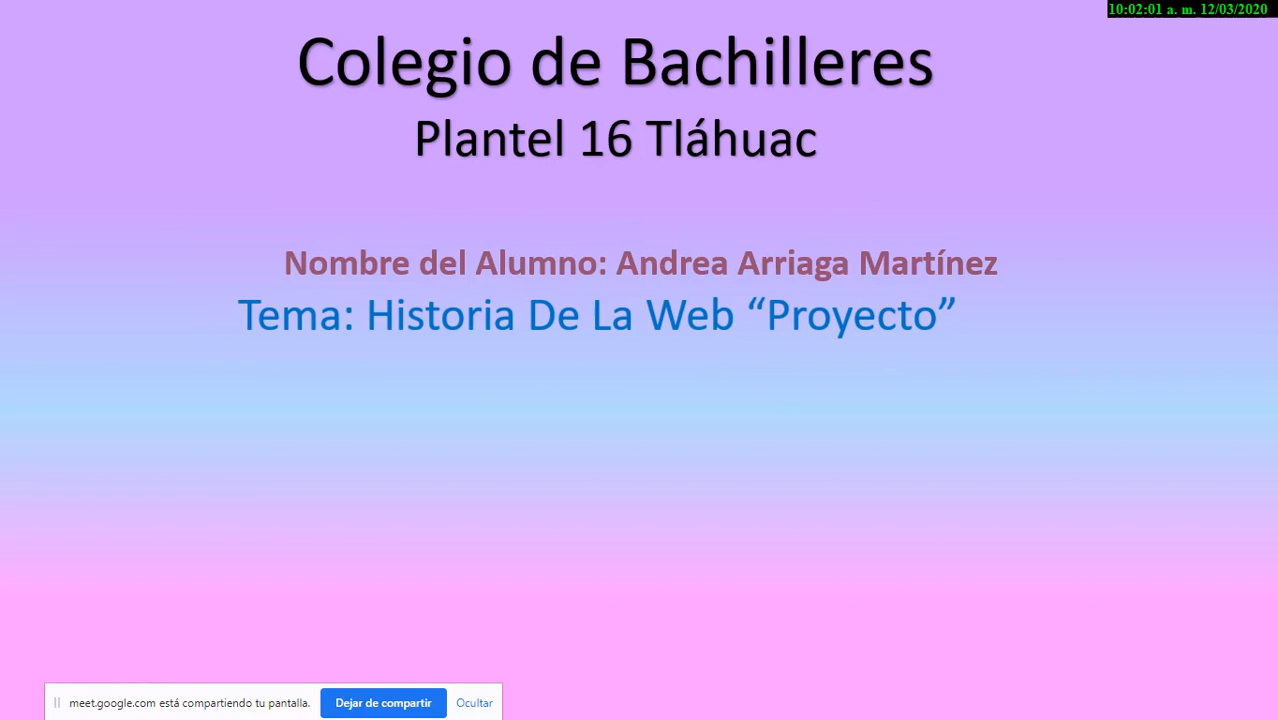 10:02:01 a. m. 12/03/2020
Colegio de Bachilleres
Plantel 16 Tláhuac
Nombre del Alumno: Andrea Arriaga Martínez
Tema: Historia De La Web “Proyecto”
meet.google.com está compartiendo tu pantalla. Dejar de compartir Ocultar